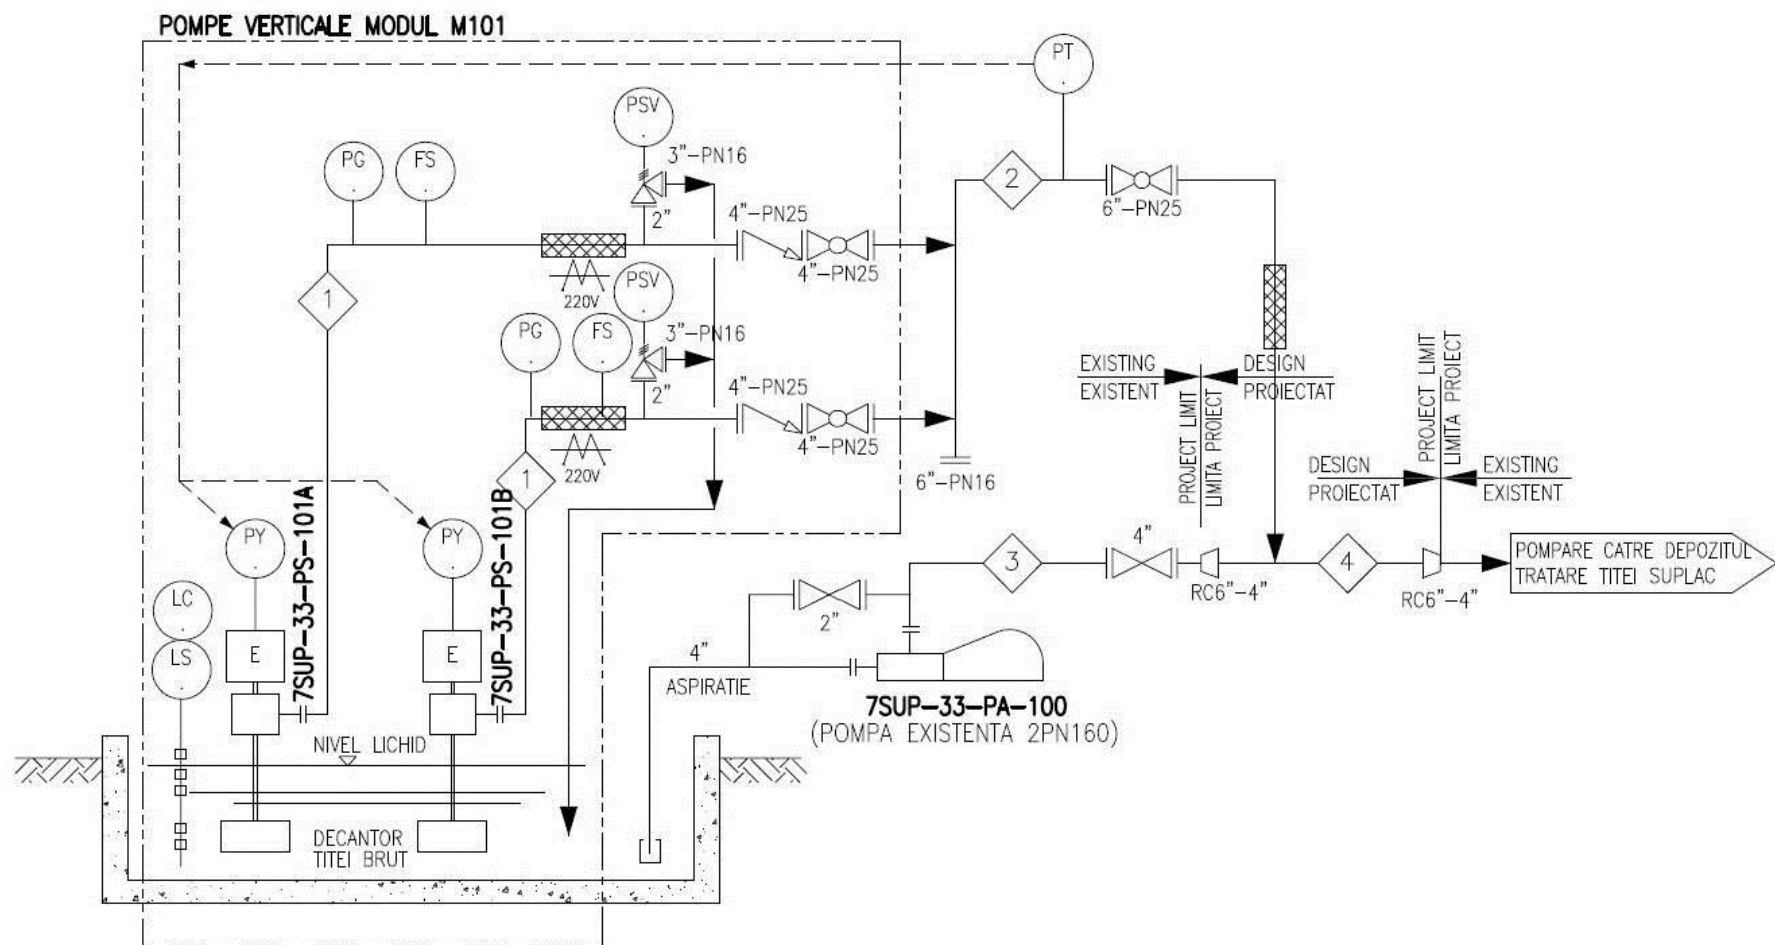 POMPE VERTICALE MODUL M101
PT
PSV
PG
FS
3"-PN16
2"
4"-PN25
4"-PN25
2
6"-PN25
1
220V
PSV
PG
FS
3"-PN16
2"
4"-PN25
4"-PN25
220V
1
6"-PN16
EXISTING
EXISTENT
DESIGN
PROIECTAT
PROJECT LIMIT
LIMITA PROIECT
PROJECT LIMIT
LIMITA PROIECT
DESIGN
PROIECTAT
EXISTING
EXISTENT
PY
7SUP-33-PS-101A
PY
7SUP-33-PS-101B
LC
LS
E
E
3
4"
RC6"-4"
4
RC6"-4"
POMPARE CATRE DEPOZITUL
TRATARE TITEI SUPLAC
2"
4"
ASPIRATIE
7SUP-33-PA-100
(POMPA EXISTENTA 2PN160)
NIVEL LICHID
DECANTOR
TITEI BRUT